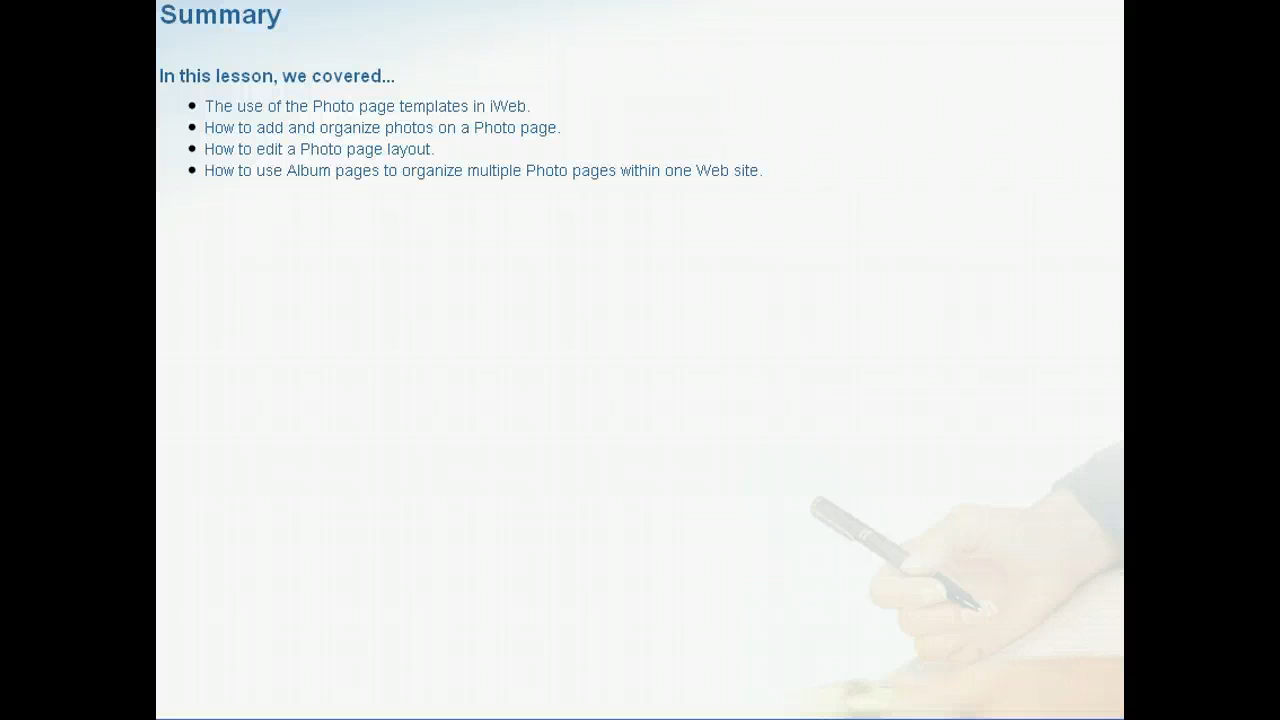 Summary
In this lesson, we covered...
The use of the Photo page templates in iWeb.
How to add and organize photos on a Photo page.
How to edit a Photo page layout.
How to use Album pages to organize multiple Photo pages within one Web site.